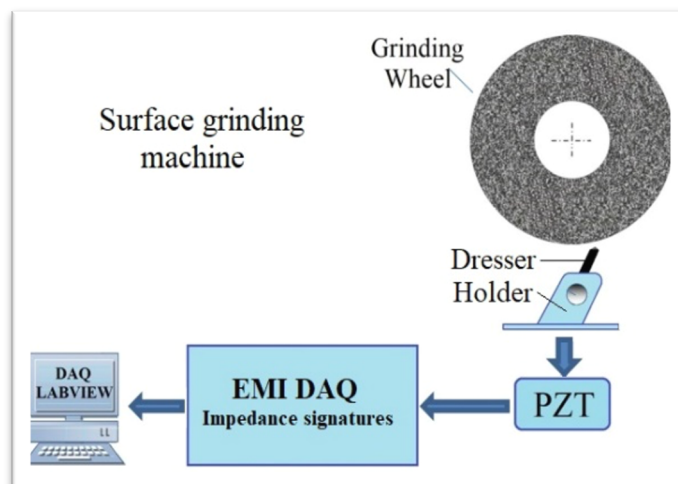 Grinding
Wheel
Surface grinding
machine
Dresser
Holder
DAQ
LABVIEW
EMI DAQ
Impedance signatures
PZT